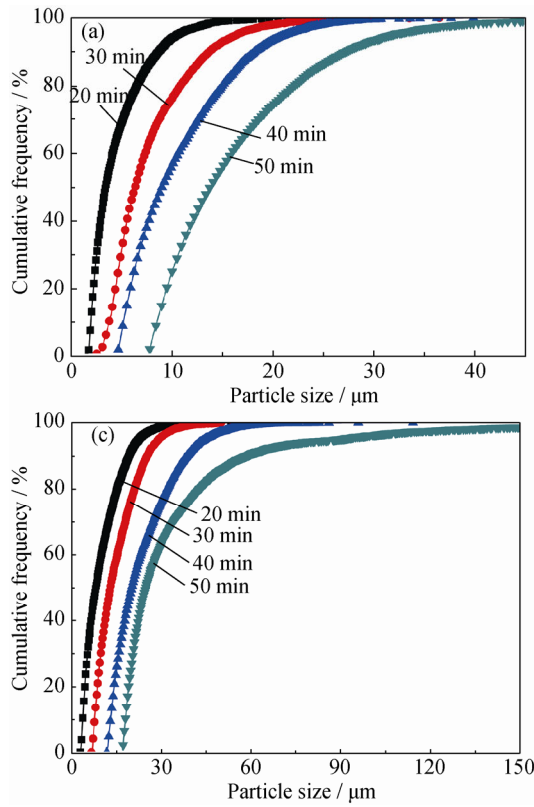 (a)
100
80
60
40
20
0
Cumulative frequency / %
20 min
30 min
40 min
50 min
0 10 20 30 40
Particle size / μm
(c)
100
80
60
40
20
0
Cumulative frequency / %
20 min
30 min
40 min
50 min
0 30 60 90 120 150
Particle size / μm